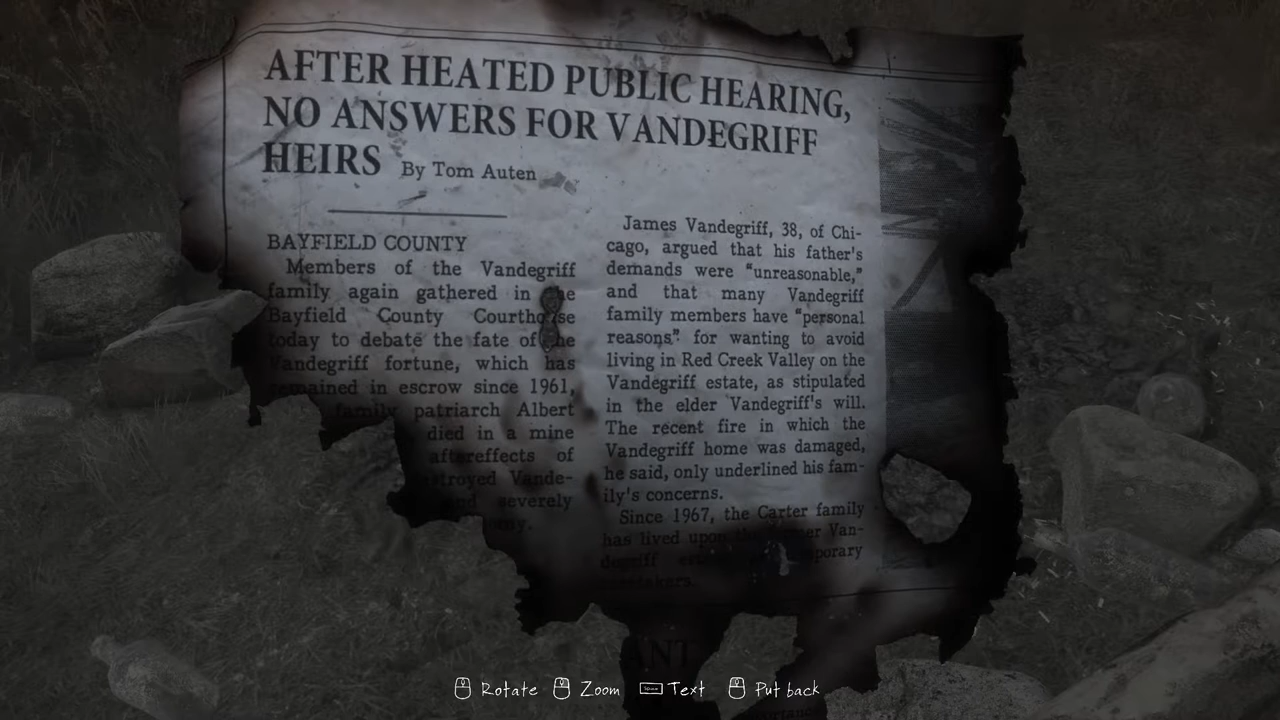 AFTER HEATED PUBLIC HEARING,
NO ANSWERS FOR VANDEGRIFF
HEIRS By Tom Auten
BAYFIELD COUNTY
Members of the Vandegriff
family again gathered in the
Bayfield County Courthouse
today to debate the fate of the
Vandegriff fortune, which has
remained in escrow since 1961,
family patriarch Albert
died in a mine
aftereffects of
Vande-
and severely
James Vandegriff, 38, of Chi-
cago, argued that his father's
demands were "unreasonable,"
and that many Vandegriff
family members have "personal
reasons". for wanting to avoid
living in Red Creek Valley on the
Vandegriff estate, as stipulated
in the elder Vandegriff's will.
The recent fire in which the
Vandegriff home was damaged,
he said, only underlined his fam-
ily's concerns.
Since 1967, the Carter family
has lived upon the Van-
degriff
Rotate Zoom Text Put back